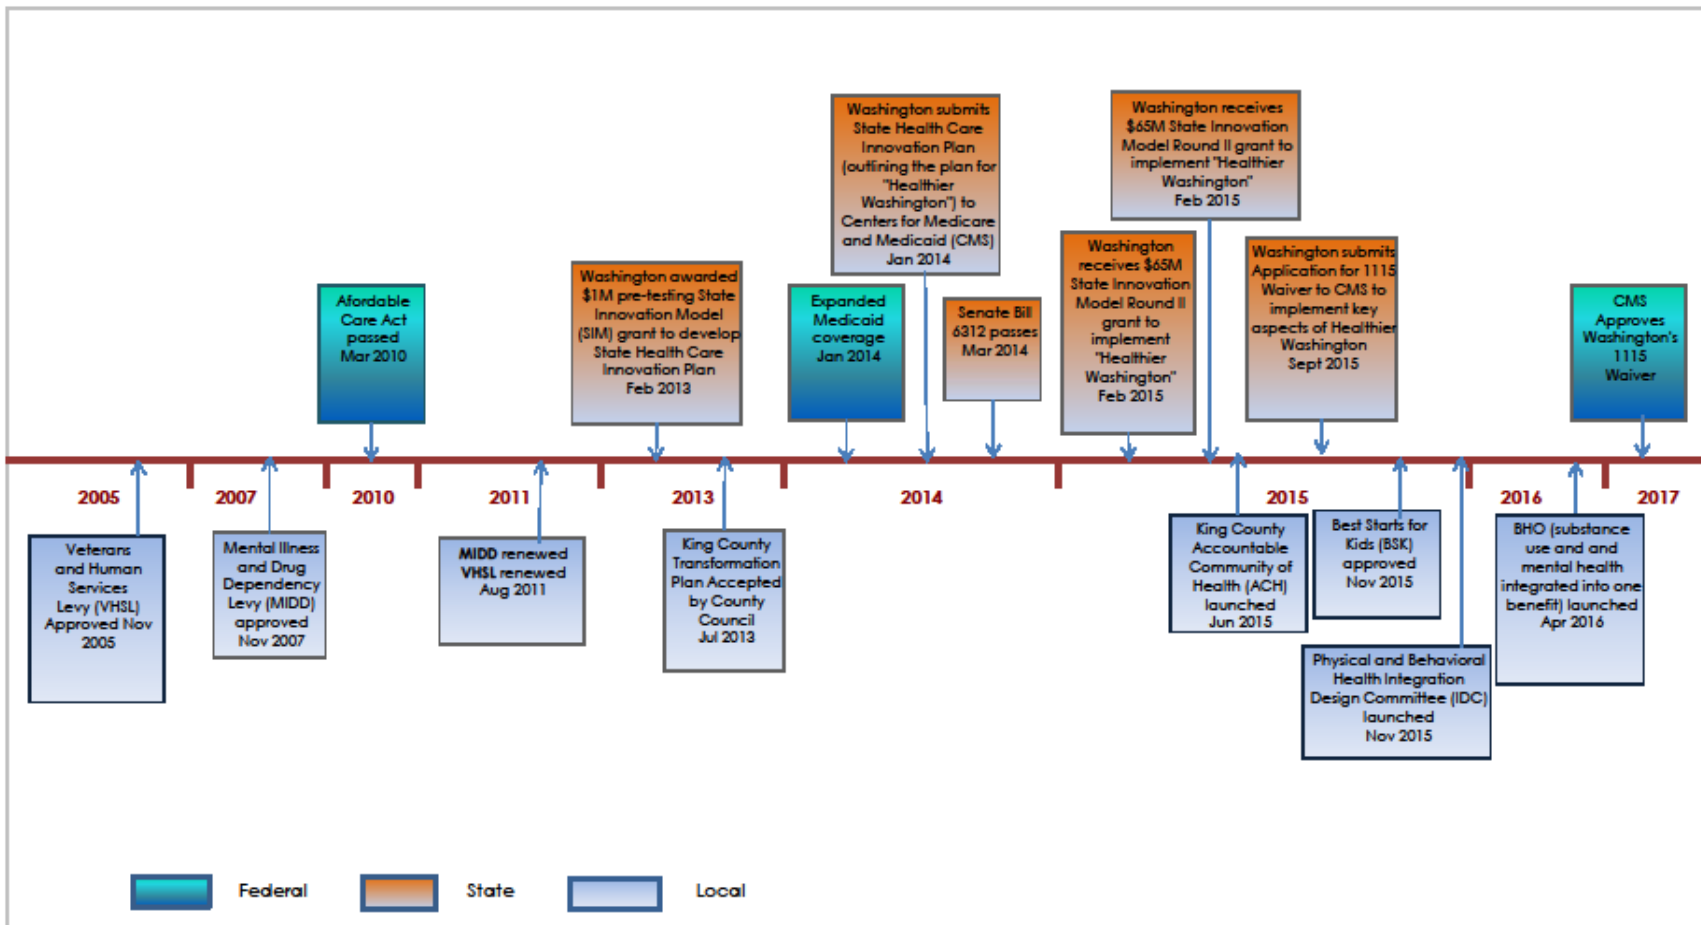 Washington submits
State Health Care
Innovation Plan
(outlining the plan for
"Healthier
Washington") to
Centers for Medicare
and Medicaid (CMS)
Jan 2014
Washington receives
$65M State Innovation
Model Round II grant to
implement "Healthier
Washington"
Feb 2015
Afordable
Care Act
passed
Mar 2010
Washington awarded
$1M pre-testing State
Innovation Model
(SIM) grant to develop
State Health Care
Innovation Plan
Feb 2013
Expanded
Medicaid
coverage
Jan 2014
Senate Bill
6312 passes
Mar 2014
Washington
receives $65M
State Innovation
Model Round II
grant to
implement
"Healthier
Washington"
Feb 2015
Washington submits
Application for 1115
Waiver to CMS to
implement key
aspects of Healthier
Washington
Sept 2015
CMS
Approves
Washington's
1115
Waiver
2005
2007
2010
2011
2013
2014
2015
2016
2017
Veterans
and Human
Services
Levy (VHSL)
Approved Nov
2005
Mental Illness
and Drug
Dependency
Levy (MIDD)
approved
Nov 2007
MIDD renewed
VHSL renewed
Aug 2011
King County
Transformation
Plan Accepted
by County
Council
Jul 2013
King County
Accountable
Community of
Health (ACH)
launched
Jun 2015
Best Starts for
Kids (BSK)
approved
Nov 2015
Physical and Behavioral
Health Integration
Design Committee (IDC)
launched
Nov 2015
BHO (substance
use and and
mental health
integrated into one
benefit) launched
Apr 2016
Federal
State
Local